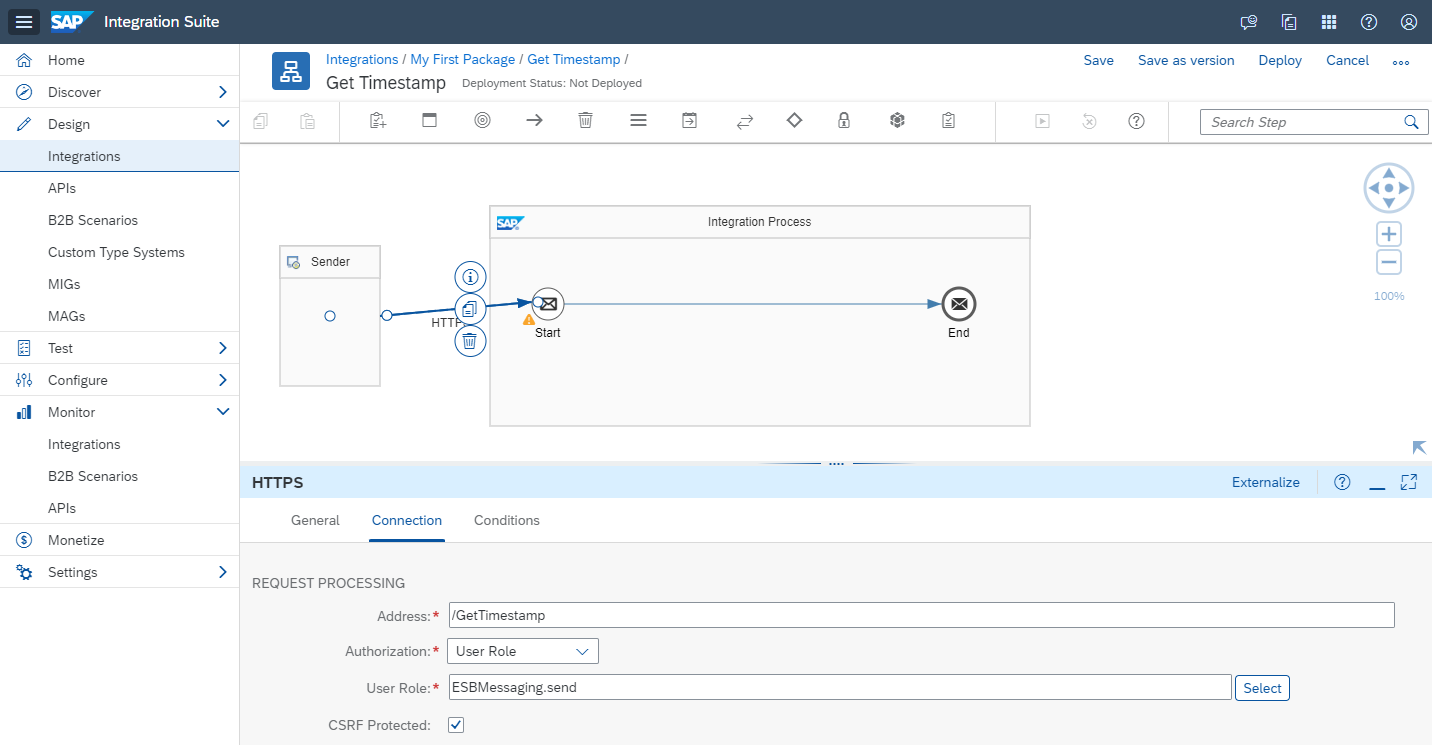 SAP Integration Suite
Home
Discover
Design
Integrations
APIs
B2B Scenarios
Custom Type Systems
MIGs
MAGs
Test
Configure
Monitor
Integrations
B2B Scenarios
APIs
Monetize
Settings
Integrations / My First Package / Get Timestamp /
Get Timestamp Deployment Status: Not Deployed
Save Save as version Deploy Cancel
Search Step
SAP Integration Process
Sender
HTTP
Start
End
100%
HTTPS Externalize
General Connection Conditions
REQUEST PROCESSING
Address:* /GetTimestamp
Authorization:* User Role
User Role:* ESBMessaging.send Select
CSRF Protected: